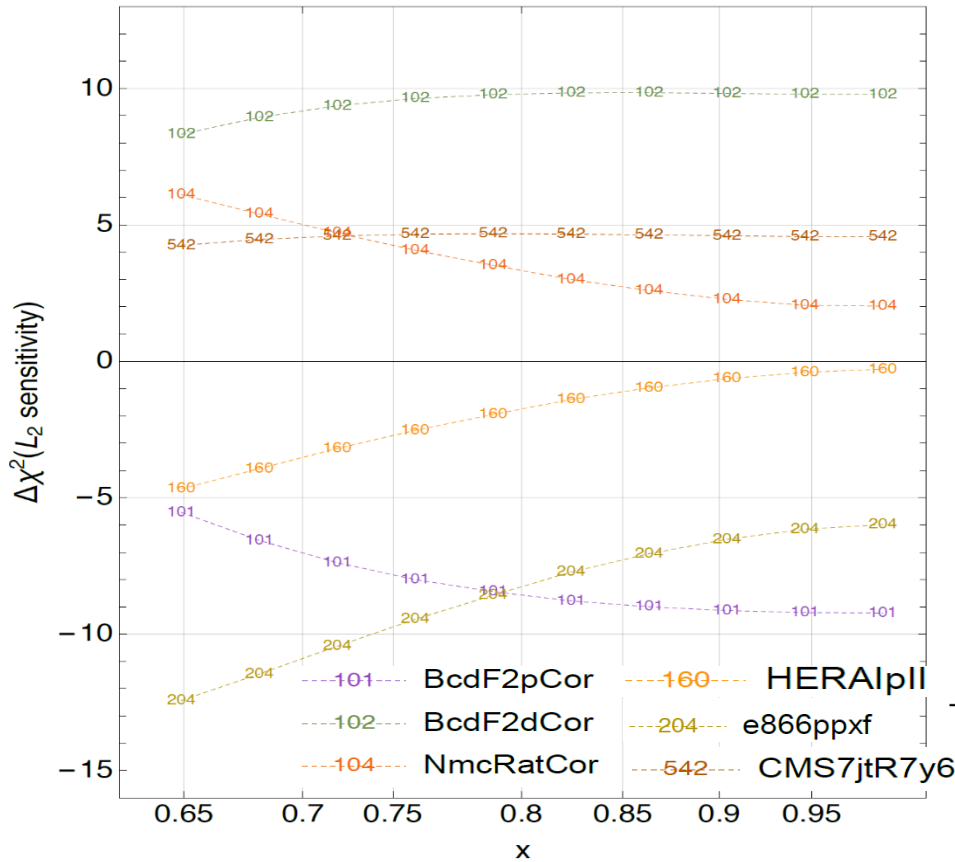 10
5
0
−5
−10
−15
Δχ²(L₂ sensitivity)
102 102 102 102 102 102 102 102 102 102
104 104 104 104 104 104 104 104 104 104
542 542 542 542 542 542 542 542 542 542
160 160 160 160 160 160 160 160 160 160
101 101 101 101 101 101 101 101 101 101
204 204 204 204 204 204 204 204 204 204
101 BcdF2pCor 160 HERAIpII
102 BcdF2dCor 204 e866ppxf
104 NmcRatCor 542 CMS7jtR7y6
0.65 0.7 0.75 0.8 0.85 0.9 0.95
x